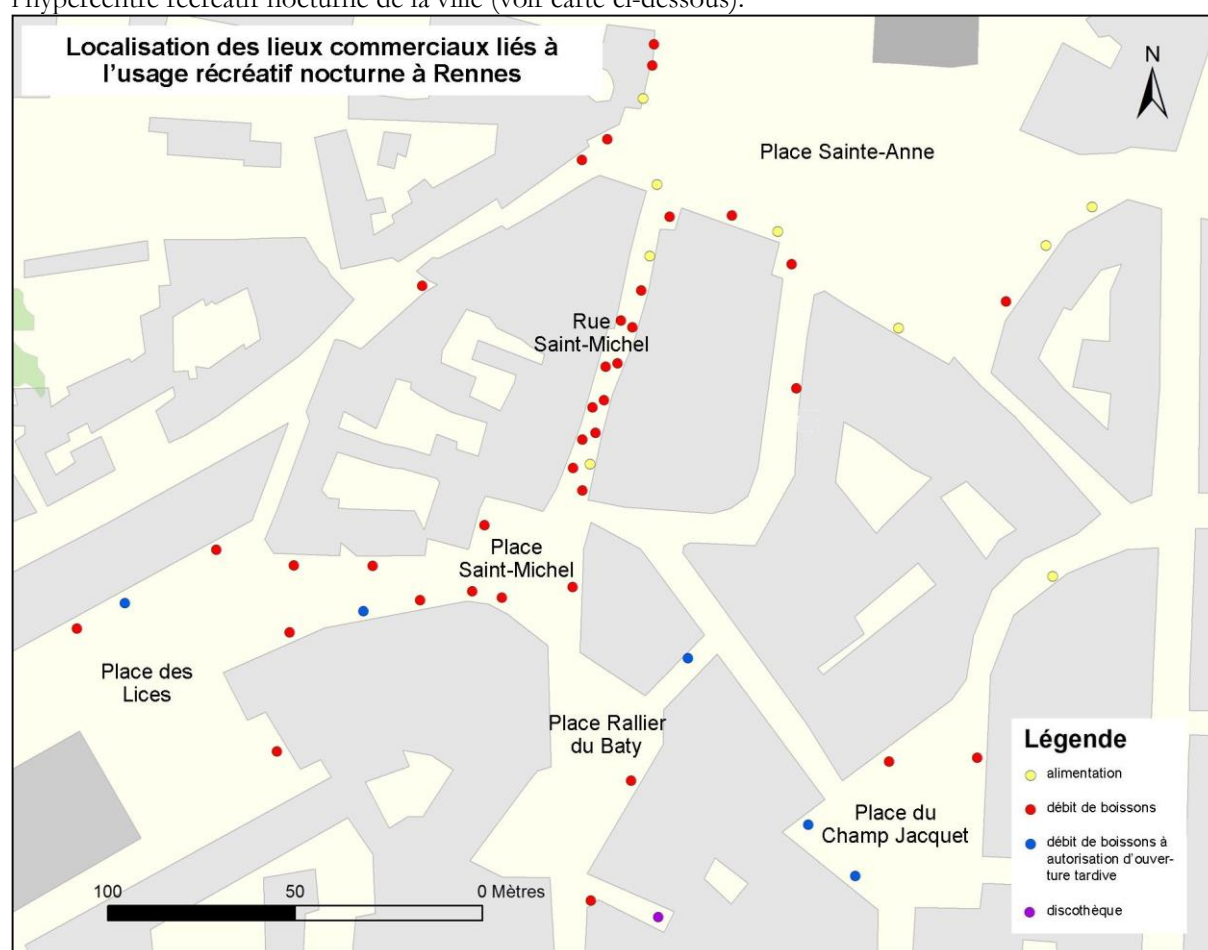 l'hypercentre récréatif nocturne de la ville (voir carte ci-dessous).
Localisation des lieux commerciaux liés à
l'usage récréatif nocturne à Rennes
N
Place Sainte-Anne
Rue
Saint-Michel
Place
Saint-Michel
Place des
Lices
Place Rallier
du Baty
Place du
Champ Jacquet
Légende
alimentation
débit de boissons
débit de boissons à
autorisation d'ouver-
ture tardive
discothèque
100 50 0 Mètres